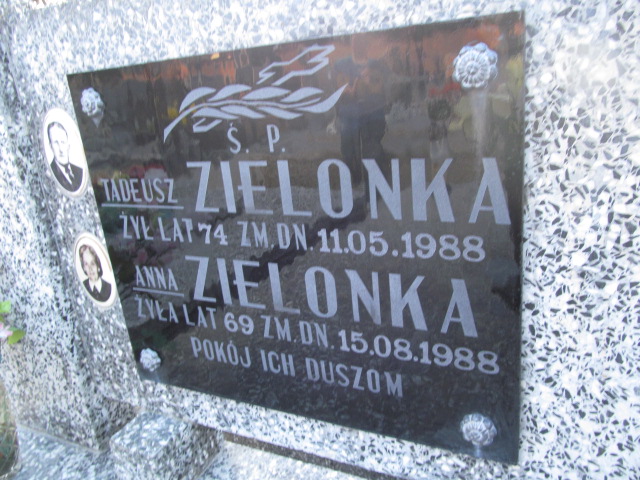 Ś. P.
TADEUSZ ZIELONKA
ŻYŁ LAT 74 ZM. DN. 11.05.1988
ANNA ZIELONKA
ŻYŁA LAT 69 ZM. DN. 15.08.1988
POKÓJ ICH DUSZOM